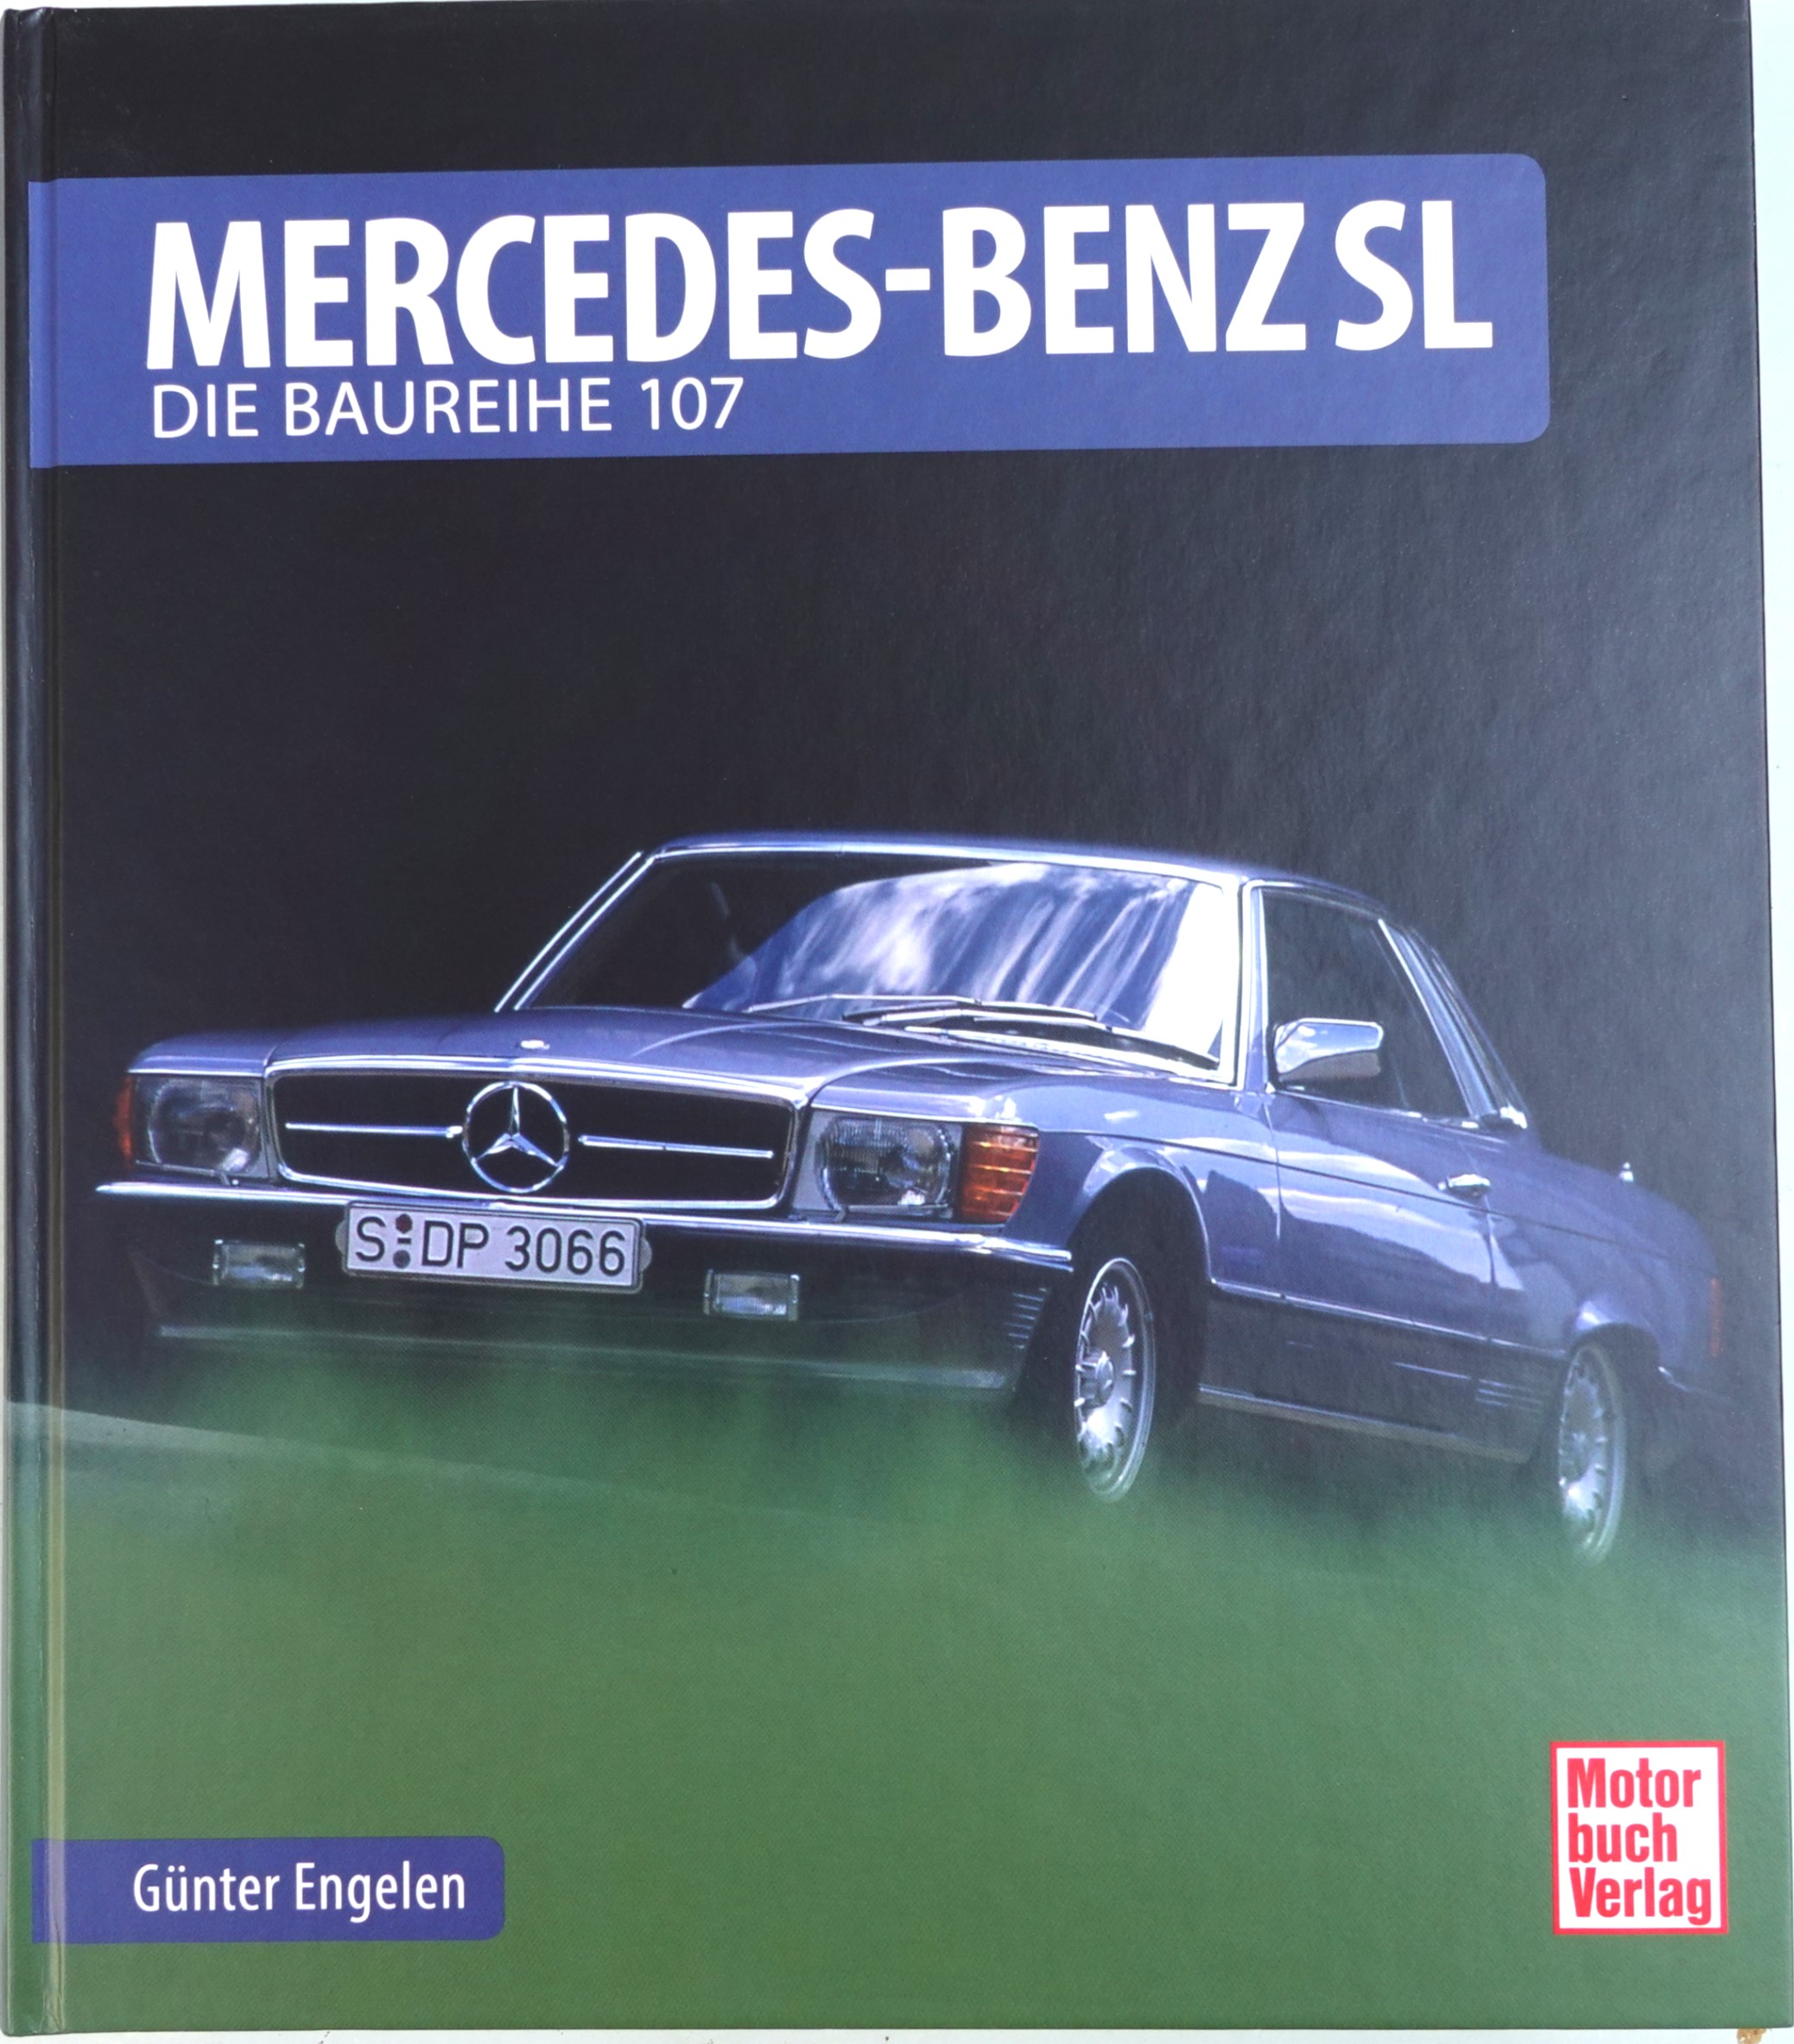 MERCEDES-BENZ SL
DIE BAUREIHE 107
S DP 3066
Günter Engelen
Motor
buch
Verlag